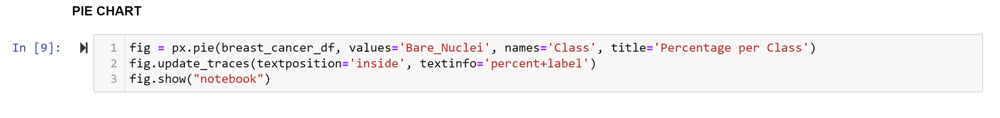 PIE CHART
In [9]:
1 fig = px.pie(breast_cancer_df, values='Bare_Nuclei', names='Class', title='Percentage per Class')
2 fig.update_traces(textposition='inside', textinfo='percent+label')
3 fig.show("notebook")